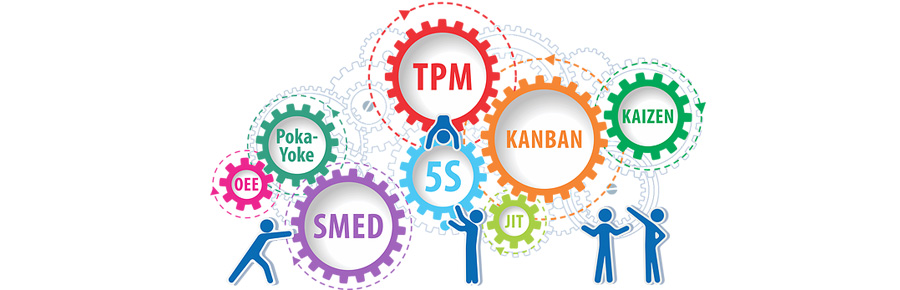 TPM
KANBAN
KAIZEN
Poka-
Yoke
5S
OEE
SMED
JIT